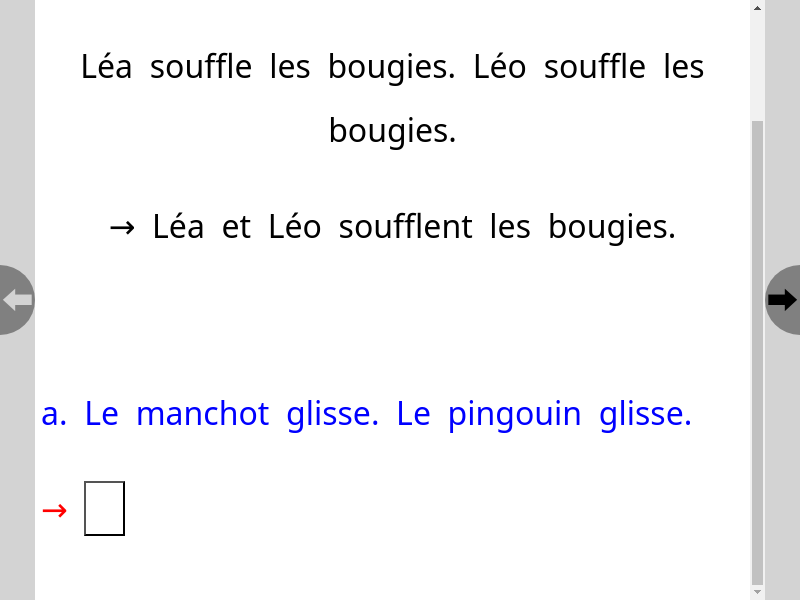 Léa souffle les bougies. Léo souffle les
bougies.
→ Léa et Léo soufflent les bougies.
a. Le manchot glisse. Le pingouin glisse.
→